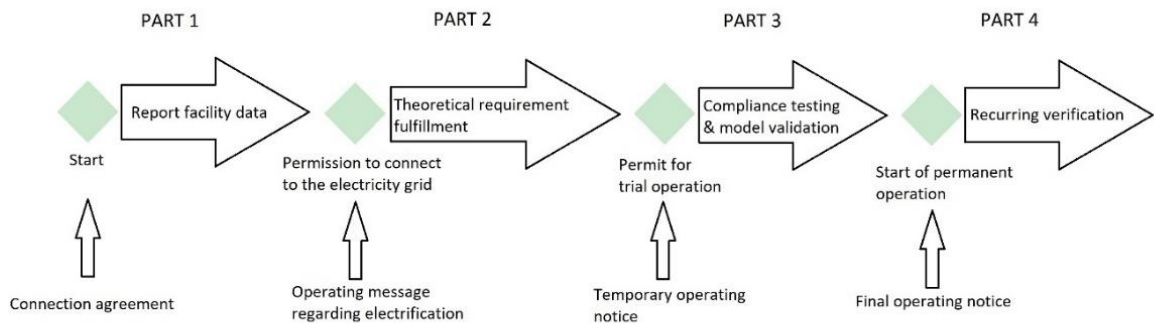 PART 1
PART 2
PART 3
PART 4
Report facility data
Theoretical requirement
fulfillment
Compliance testing
& model validation
Recurring verification
Start
Permission to connect
to the electricity grid
Permit for
trial operation
Start of permanent
operation
Connection agreement
Operating message
regarding electrification
Temporary operating
notice
Final operating notice